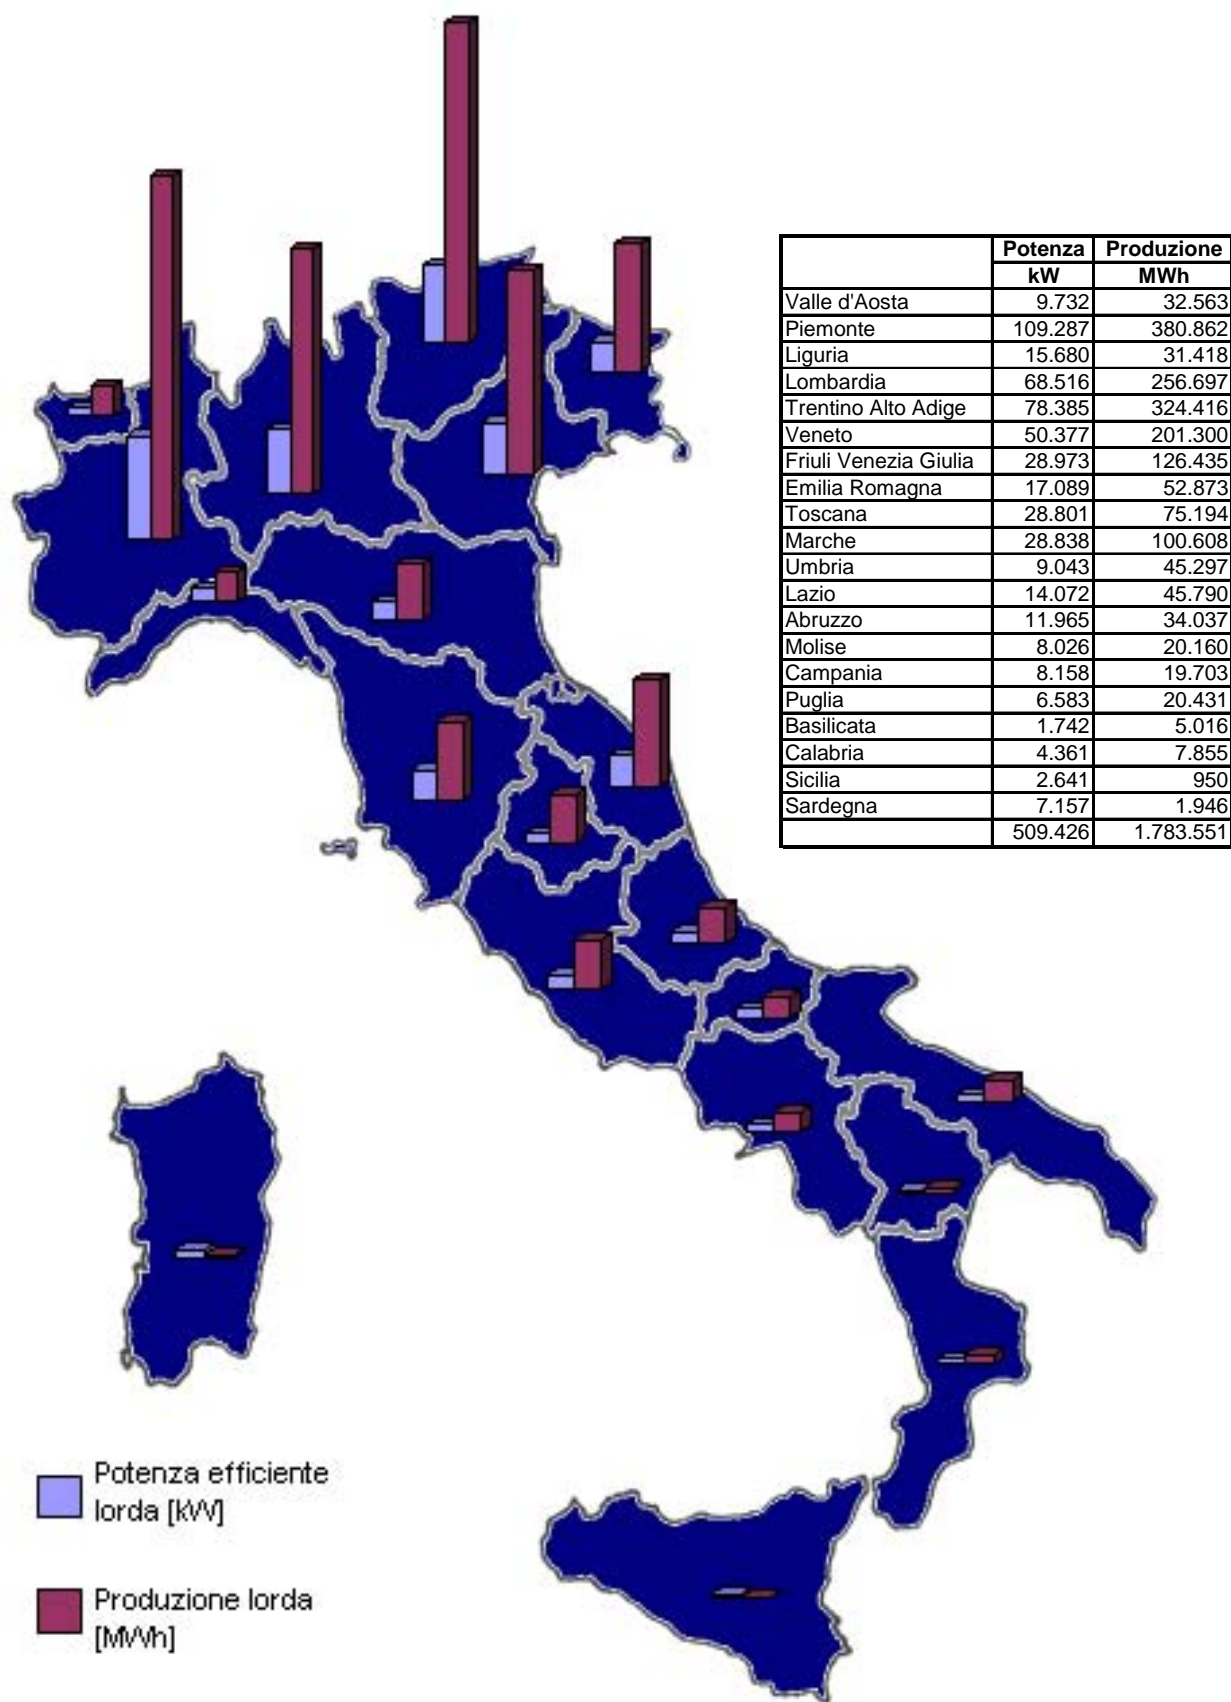 Potenza Produzione
kW MWh
Valle d'Aosta 9.732 32.563
Piemonte 109.287 380.862
Liguria 15.680 31.418
Lombardia 68.516 256.697
Trentino Alto Adige 78.385 324.416
Veneto 50.377 201.300
Friuli Venezia Giulia 28.973 126.435
Emilia Romagna 17.089 52.873
Toscana 28.801 75.194
Marche 28.838 100.608
Umbria 9.043 45.297
Lazio 14.072 45.790
Abruzzo 11.965 34.037
Molise 8.026 20.160
Campania 8.158 19.703
Puglia 6.583 20.431
Basilicata 1.742 5.016
Calabria 4.361 7.855
Sicilia 2.641 950
Sardegna 7.157 1.946
509.426 1.783.551
Potenza efficiente
lorda [kW]
Produzione lorda
[MWh]